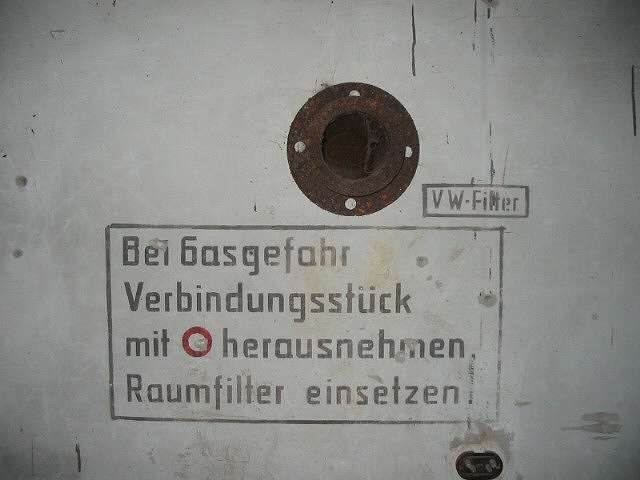 VW-Filter
Bei Gasgefahr
Verbindungsstück
mit G herausnehmen
Raumfilter einsetzen